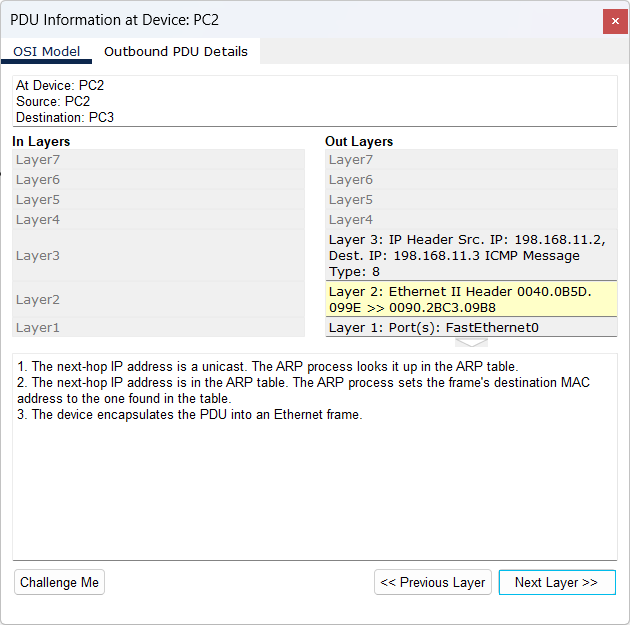 PDU Information at Device: PC2
OSI Model
Outbound PDU Details
At Device: PC2
Source: PC2
Destination: PC3
In Layers
Layer7
Layer6
Layer5
Layer4
Layer3
Layer2
Layer1
Out Layers
Layer7
Layer6
Layer5
Layer4
Layer 3: IP Header Src. IP: 198.168.11.2,
Dest. IP: 198.168.11.3 ICMP Message
Type: 8
Layer 2: Ethernet II Header 0040.0B5D.
099E >> 0090.2BC3.09B8
Layer 1: Port(s): FastEthernet0
1. The next-hop IP address is a unicast. The ARP process looks it up in the ARP table.
2. The next-hop IP address is in the ARP table. The ARP process sets the frame's destination MAC
address to the one found in the table.
3. The device encapsulates the PDU into an Ethernet frame.
Challenge Me
<< Previous Layer
Next Layer >>